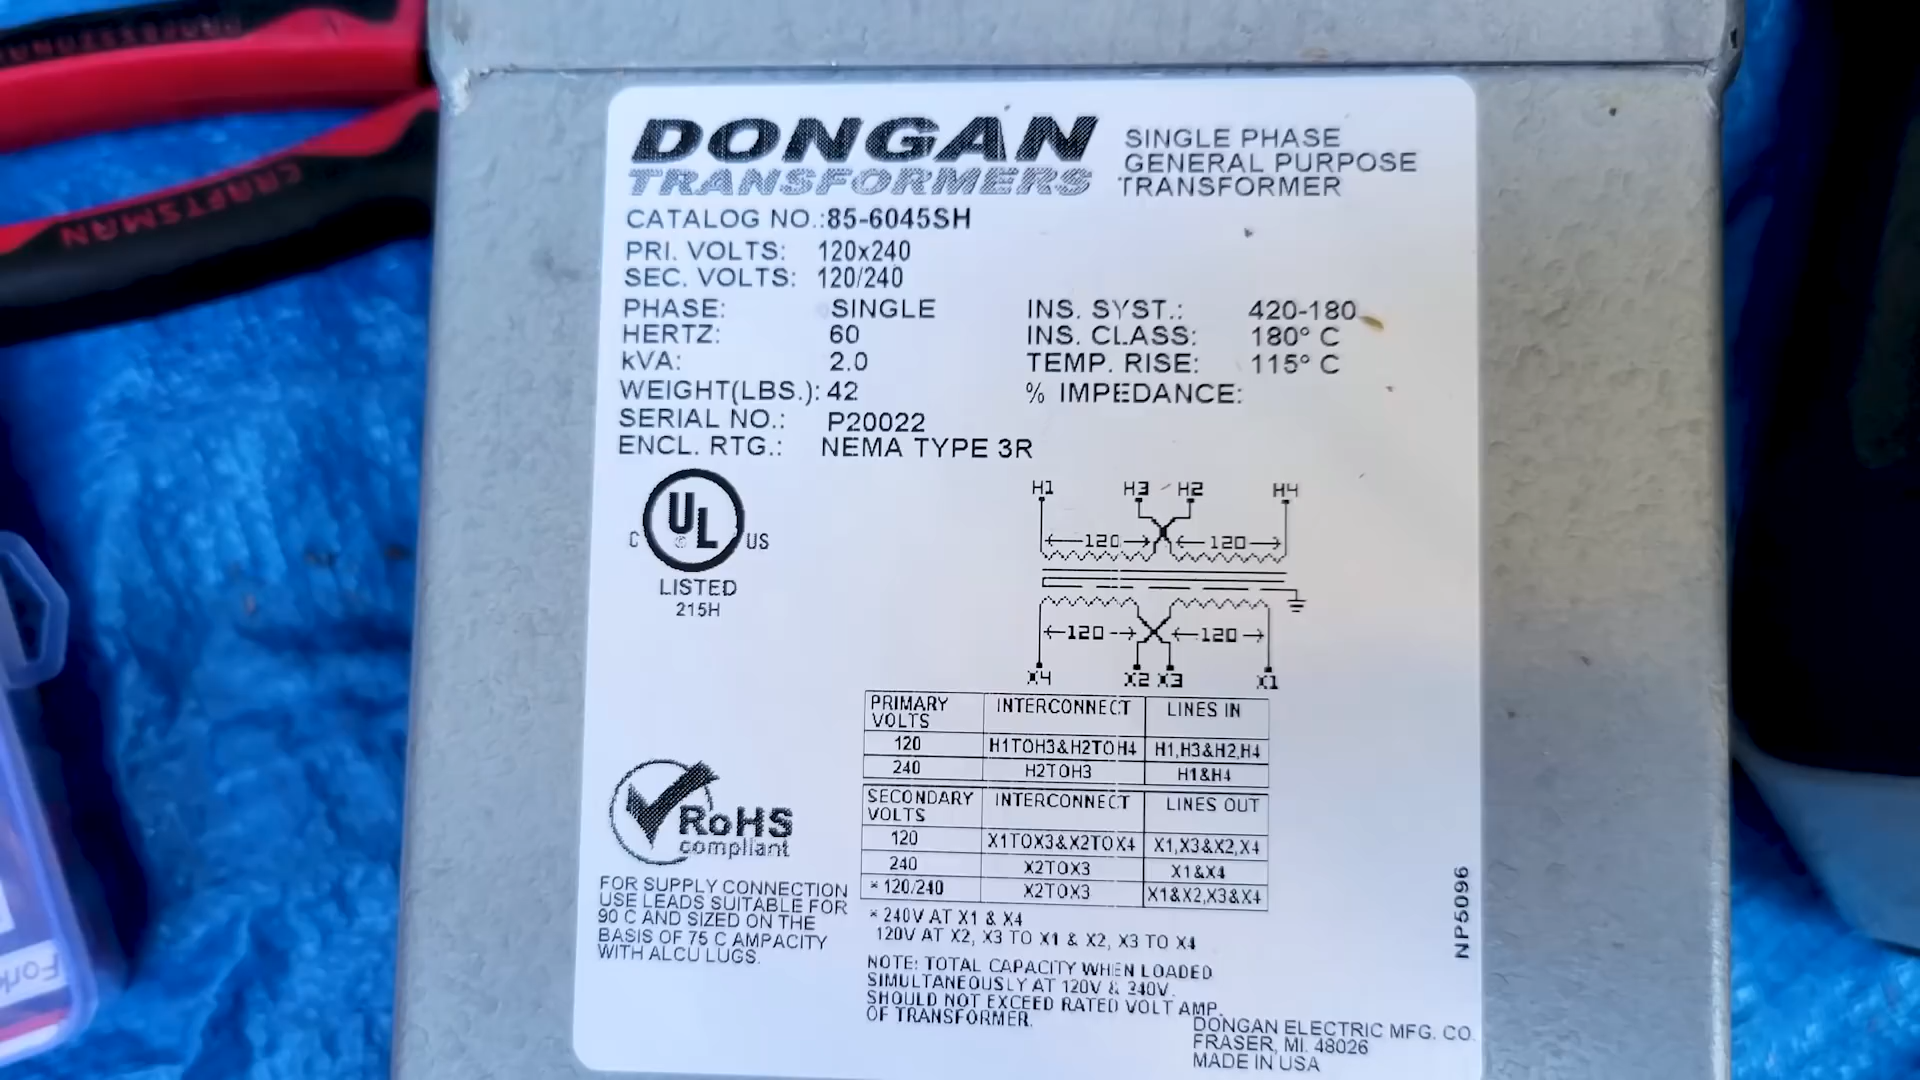 PROFESSIONAL
CRAFTSMAN
DONGAN
TRANSFORMERS
SINGLE PHASE
GENERAL PURPOSE
TRANSFORMER
CATALOG NO.:85-6045SH
PRI. VOLTS: 120x240
SEC. VOLTS: 120/240
PHASE: SINGLE
HERTZ: 60
kVA: 2.0
WEIGHT(LBS.): 42
SERIAL NO.: P20022
ENCL. RTG.: NEMA TYPE 3R
INS. SYST.: 420-180
INS. CLASS: 180° C
TEMP. RISE: 115° C
% IMPEDANCE:
C UL US
®
LISTED
215H
H1 H3 H2 H4
120 120
120 120
X4 X2 X3 X1
PRIMARY VOLTS INTERCONNECT LINES IN
120 H1TOH3&H2TOH4 H1,H3&H2,H4
240 H2TOH3 H1&H4
SECONDARY VOLTS INTERCONNECT LINES OUT
120 X1TOX3&X2TOX4 X1,X3&X2,X4
240 X2TOX3 X1&X4
* 120/240 X2TOX3 X1&X2,X3&X4
* 240V AT X1 & X4
120V AT X2, X3 TO X1 & X2, X3 TO X4
NOTE: TOTAL CAPACITY WHEN LOADED
SIMULTANEOUSLY AT 120V & 240V.
SHOULD NOT EXCEED RATED VOLT AMP.
OF TRANSFORMER.
RoHS
compliant
FOR SUPPLY CONNECTION
USE LEADS SUITABLE FOR
90 C AND SIZED ON THE
BASIS OF 75 C AMPACITY
WITH ALCU LUGS.
NP5096
DONGAN ELECTRIC MFG. CO.
FRASER, MI. 48026
MADE IN USA